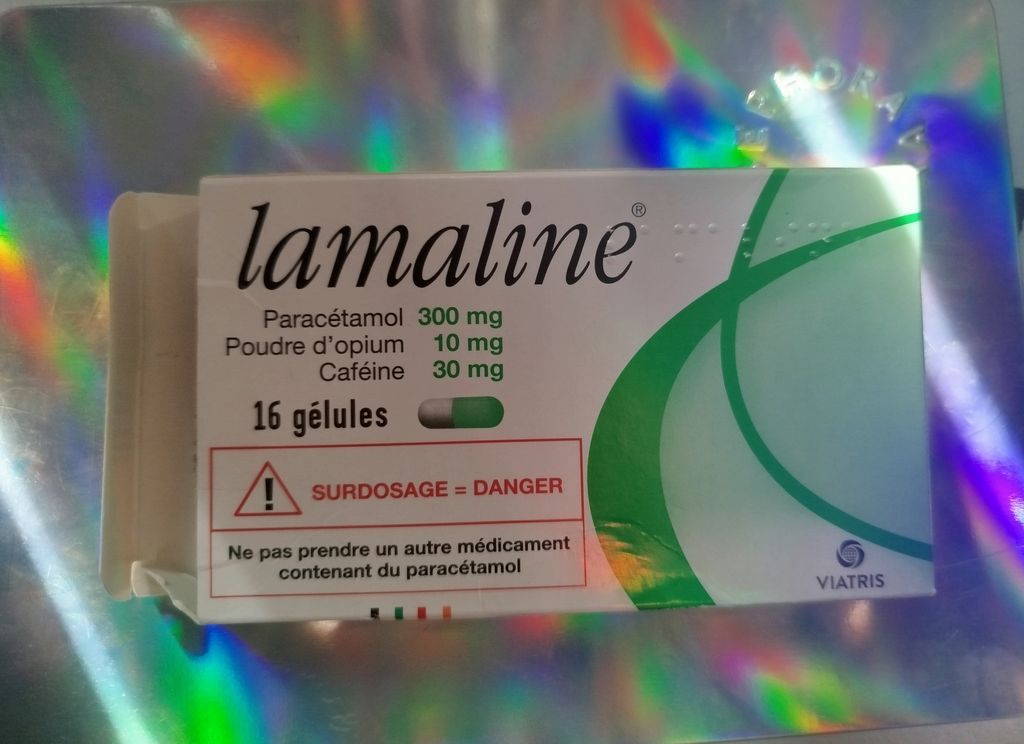 lamaline®
Paracétamol 300 mg
Poudre d'opium 10 mg
Caféine 30 mg
16 gélules
! SURDOSAGE = DANGER
Ne pas prendre un autre médicament
contenant du paracétamol
VIATRIS